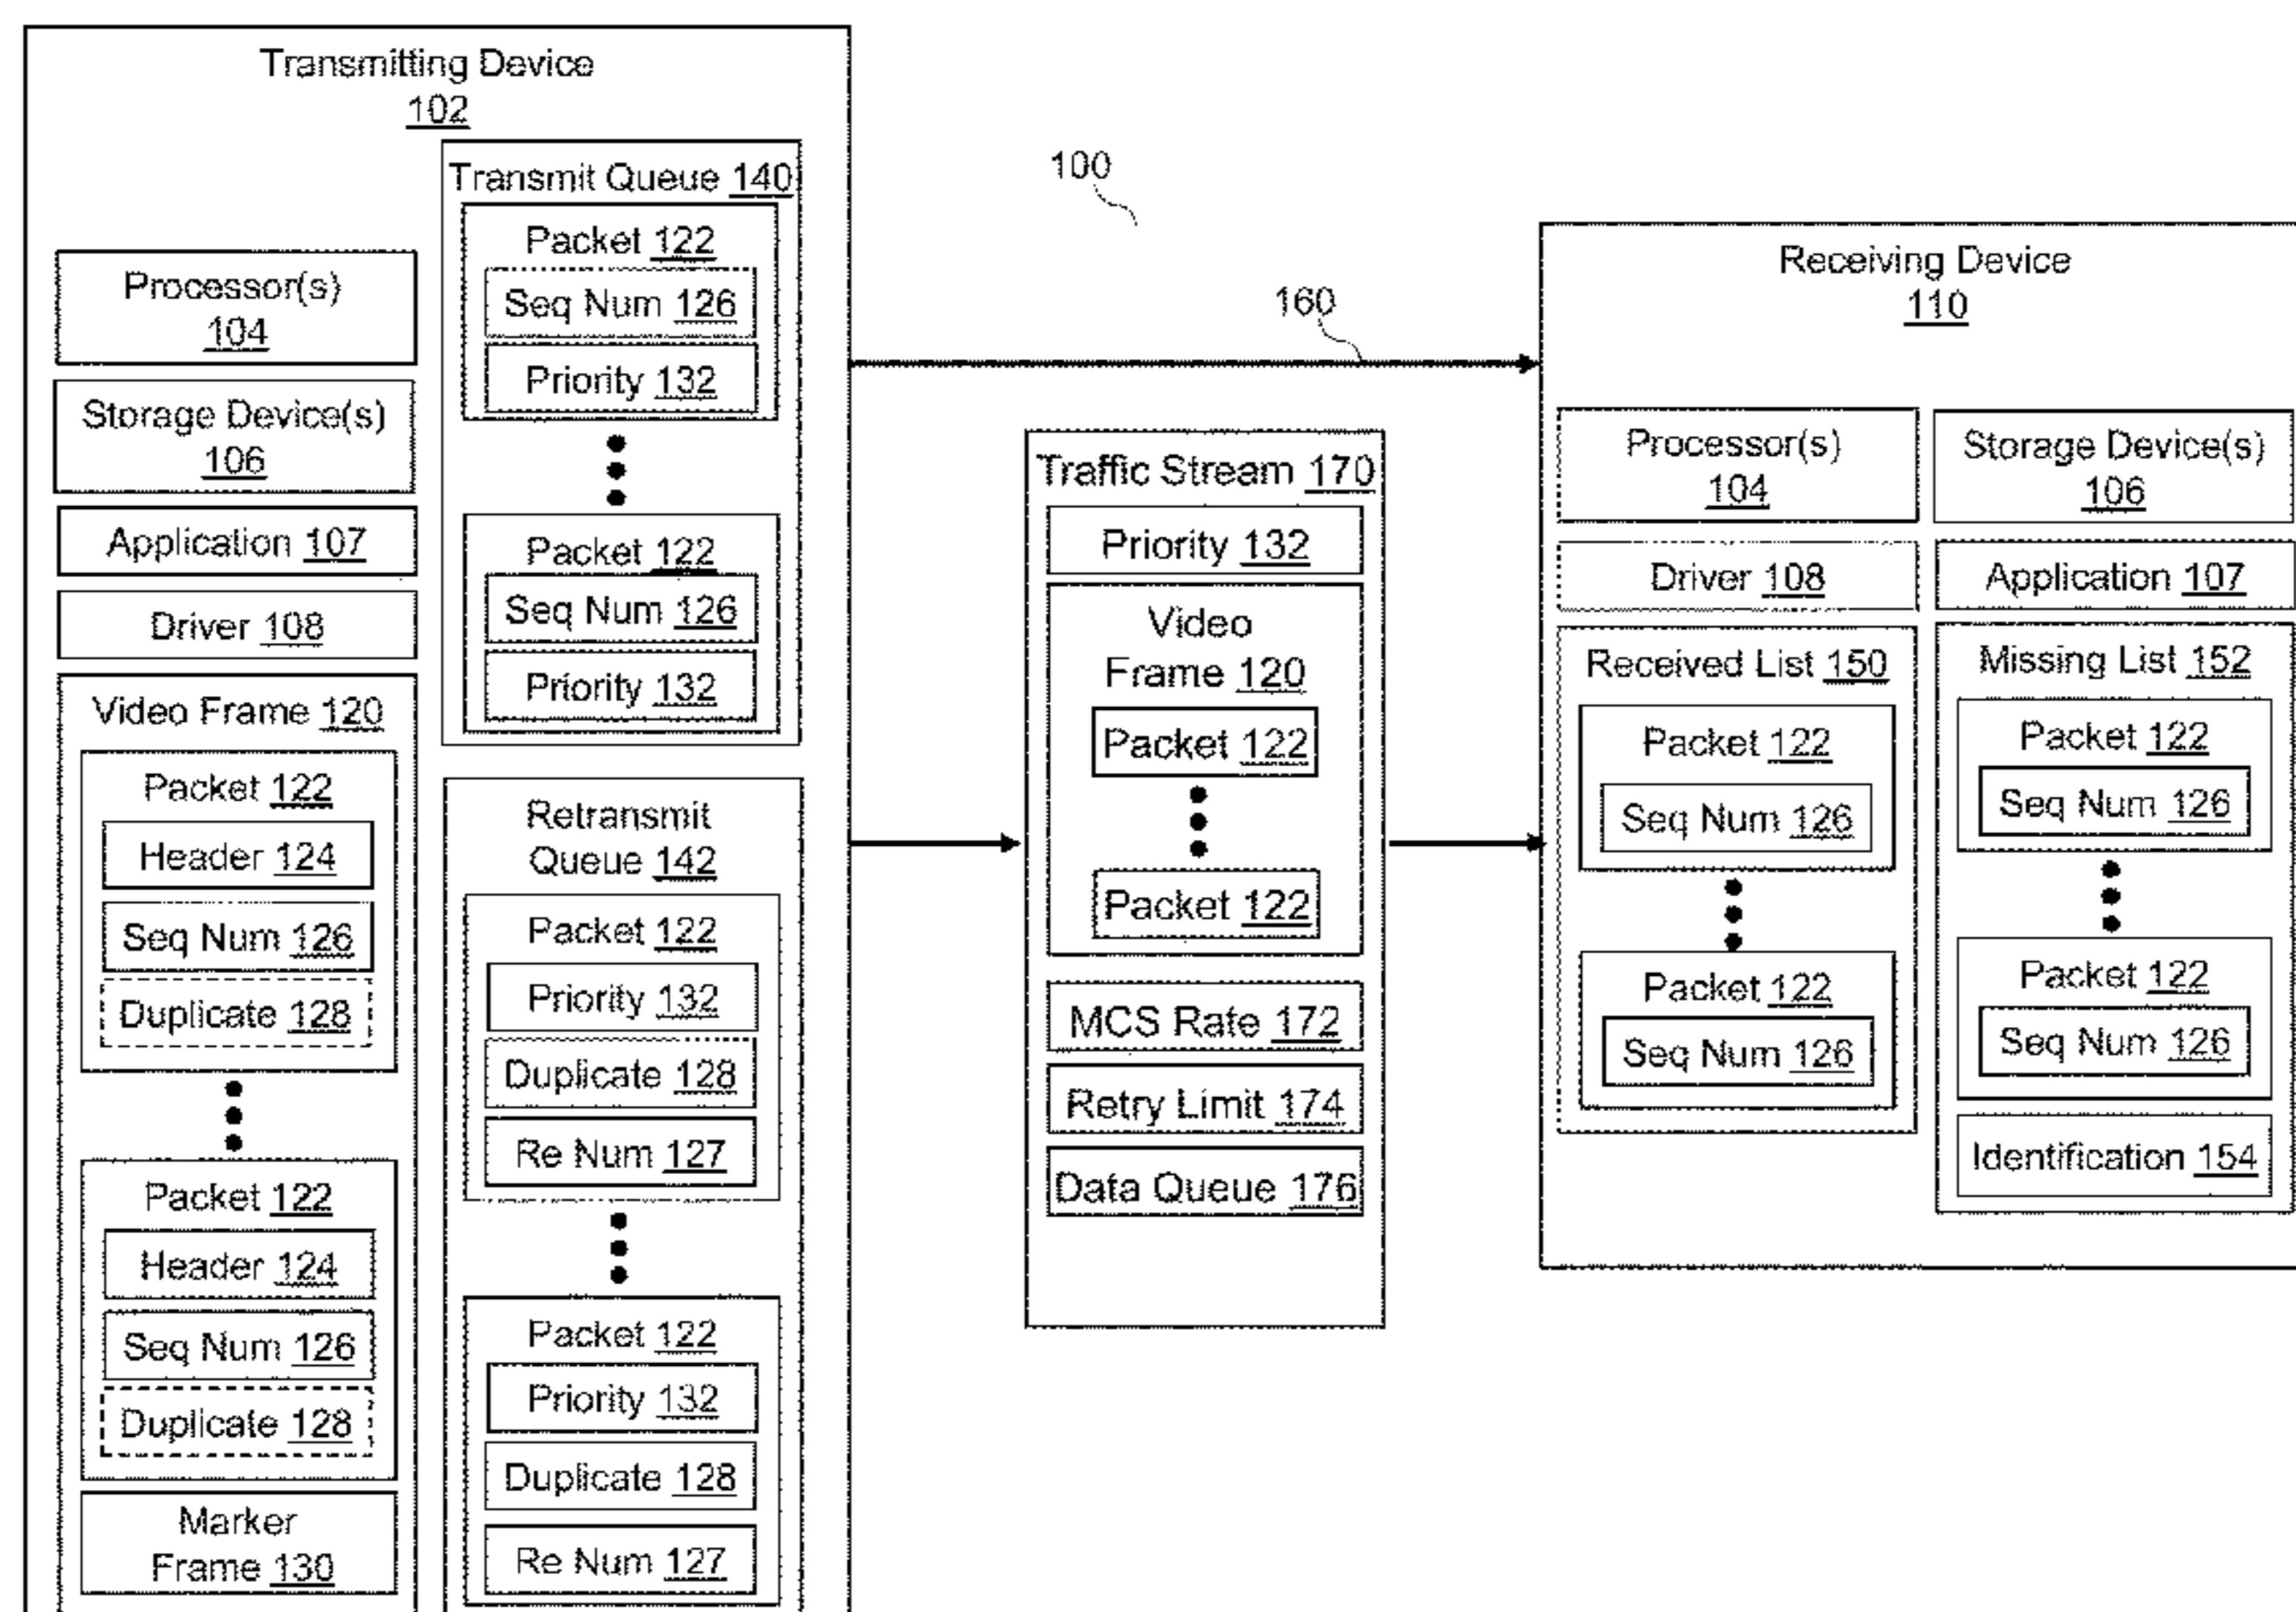 Transmitting Device
102
Processor(s)
104
Storage Device(s)
106
Application 107
Driver 108
Video Frame 120
Packet 122
Header 124
Seq Num 126
Duplicate 128
Packet 122
Header 124
Seq Num 126
Duplicate 128
Marker
Frame 130
Transmit Queue 140
Packet 122
Seq Num 126
Priority 132
Packet 122
Seq Num 126
Priority 132
Retransmit
Queue 142
Packet 122
Priority 132
Duplicate 128
Re Num 127
Packet 122
Priority 132
Duplicate 128
Re Num 127
100
160
Traffic Stream 170
Priority 132
Video
Frame 120
Packet 122
Packet 122
MCS Rate 172
Retry Limit 174
Data Queue 176
Receiving Device
110
Processor(s)
104
Storage Device(s)
106
Driver 108
Application 107
Received List 150
Packet 122
Seq Num 126
Packet 122
Seq Num 126
Missing List 152
Packet 122
Seq Num 126
Packet 122
Seq Num 126
Identification 154